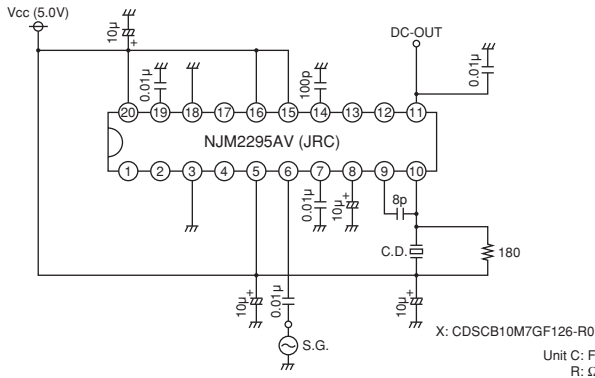 Vcc (5.0V)
10μ
+
DC-OUT
0.01μ
0.01μ
100p
20 19 18 17 16 15 14 13 12 11
NJM2295AV (JRC)
1 2 3 4 5 6 7 8 9 10
0.01μ
10μ
+
8p
C.D.
180
10μ
+
0.01μ
10μ
+
S.G.
X: CDSCB10M7GF126-R0
Unit C: F
R: Ω